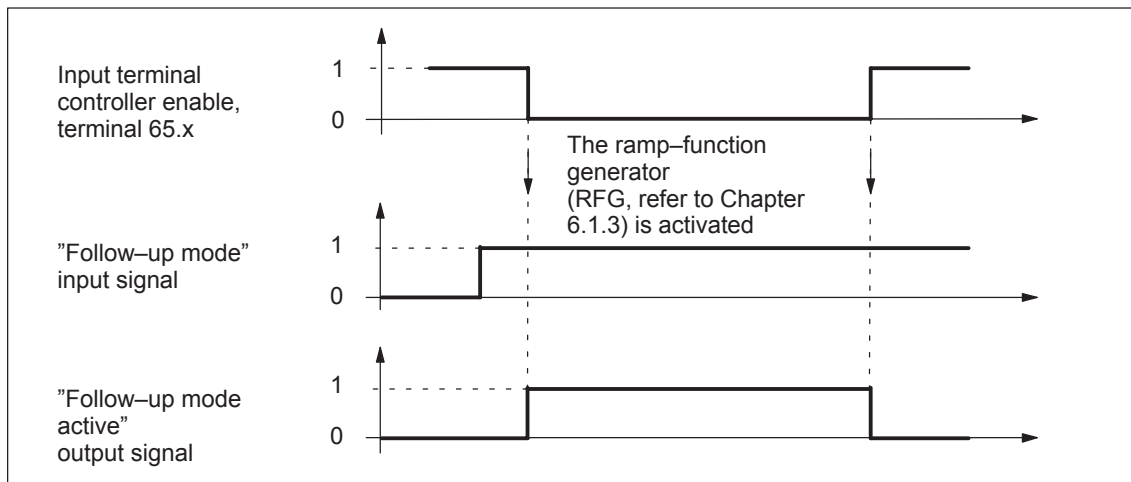 Input terminal
controller enable,
terminal 65.x
1
0
The ramp–function
generator
(RFG, refer to Chapter
6.1.3) is activated
”Follow–up mode”
input signal
1
0
”Follow–up mode
active”
output signal
1
0